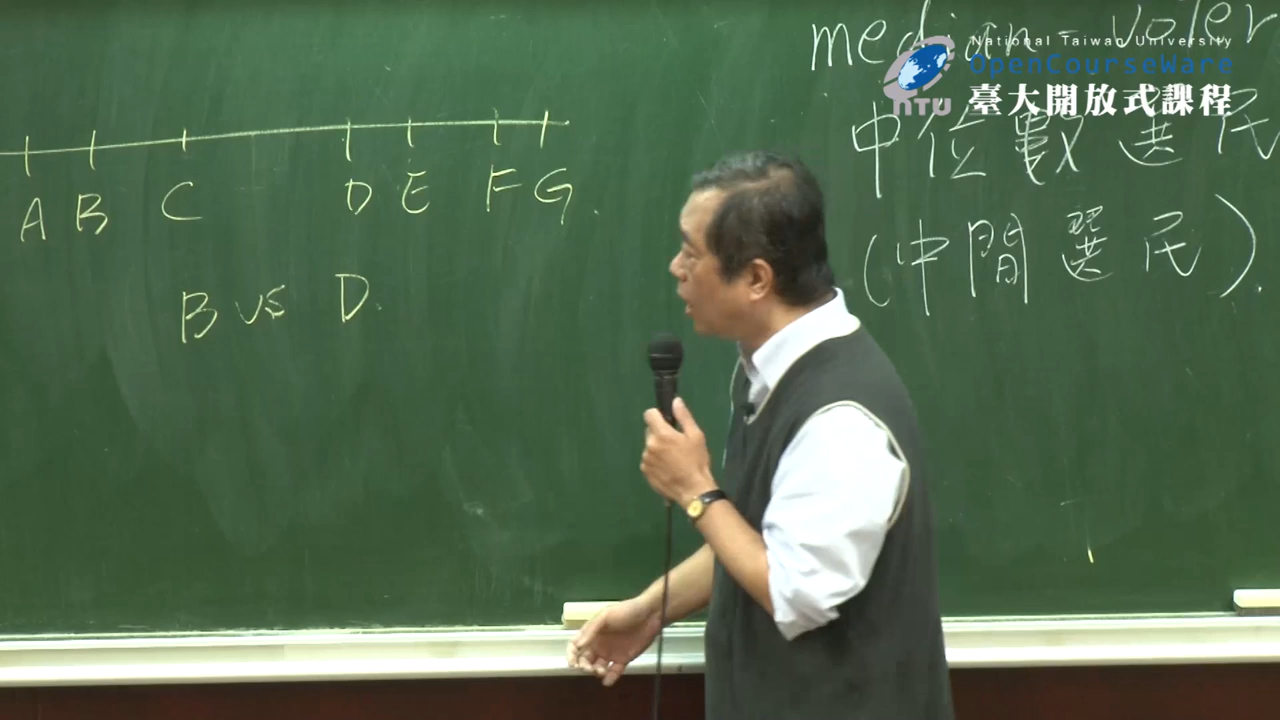 median-voter
National Taiwan University
OpenCourseWare
NTU
臺大開放式課程
中位數選民
(中間選民).
A B C D E F G.
B vs D.